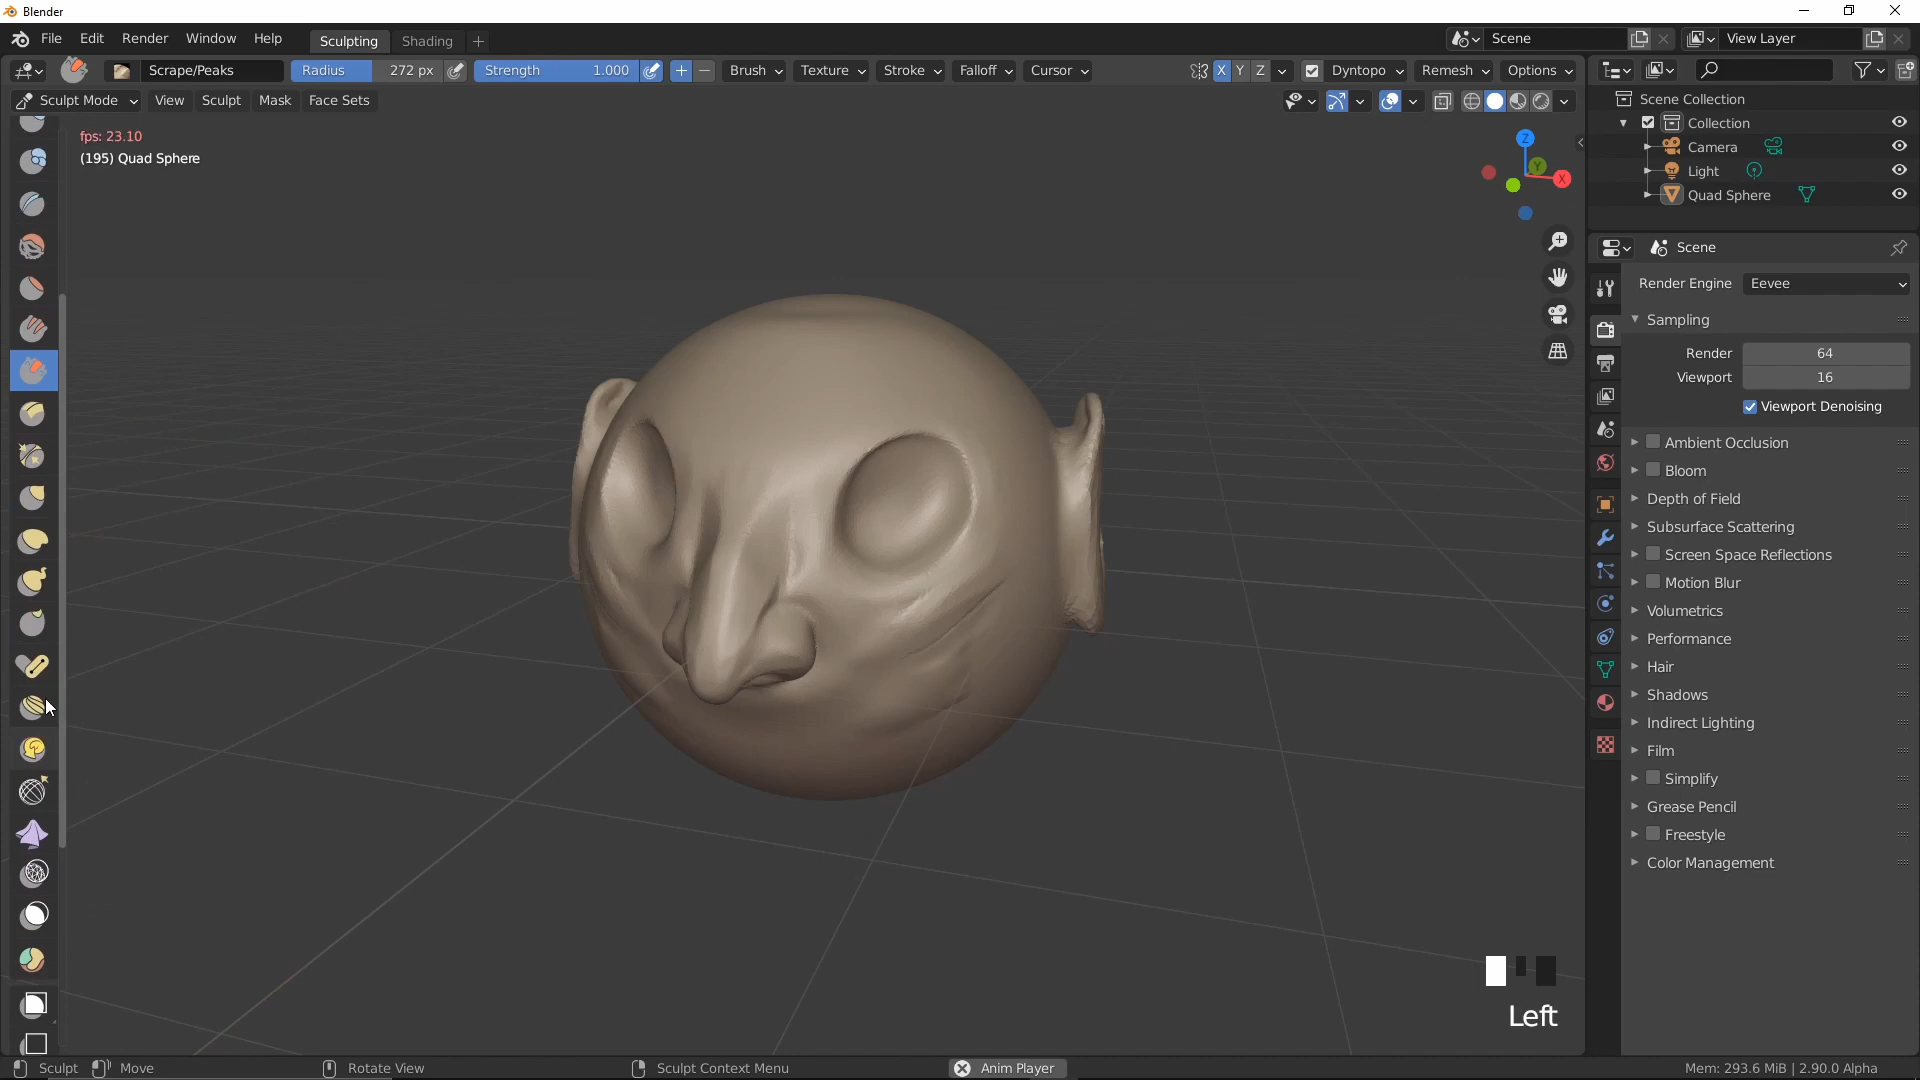 Blender
File Edit Render Window Help Sculpting Shading + Scene View Layer
Scrape/Peaks Radius 272 px Strength 1.000 + − Brush Texture Stroke Falloff Cursor X Y Z Dyntopo Remesh Options
Sculpt Mode View Sculpt Mask Face Sets
fps: 23.10
(195) Quad Sphere
Z
Y
X
Scene Collection
Collection
Camera
Light
Quad Sphere
Scene
Render Engine Eevee
Sampling
Render 64
Viewport 16
Viewport Denoising
Ambient Occlusion
Bloom
Depth of Field
Subsurface Scattering
Screen Space Reflections
Motion Blur
Volumetrics
Performance
Hair
Shadows
Indirect Lighting
Film
Simplify
Grease Pencil
Freestyle
Color Management
Left
Sculpt Move Rotate View Sculpt Context Menu Anim Player Mem: 293.6 MiB | 2.90.0 Alpha